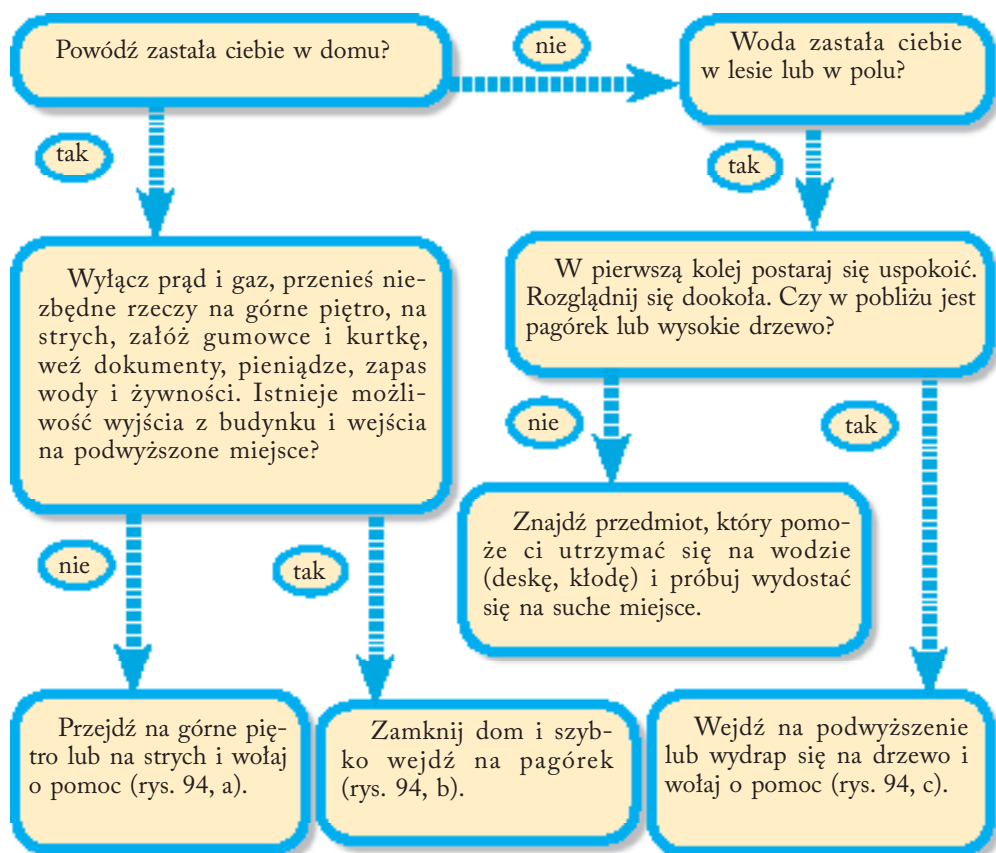 Powódź zastała ciebie w domu?
nie
Woda zastała ciebie
w lesie lub w polu?
tak
tak
Wyłącz prąd i gaz, przenieś nie-
zbędne rzeczy na górne piętro, na
strych, załóż gumowce i kurtkę,
weź dokumenty, pieniądze, zapas
wody i żywności. Istnieje możli-
wość wyjścia z budynku i wejścia
na podwyższone miejsce?
W pierwszą kolej postaraj się uspokoić.
Rozglądnij się dookoła. Czy w pobliżu jest
pagórek lub wysokie drzewo?
nie
tak
nie
tak
Znajdź przedmiot, który pomo-
że ci utrzymać się na wodzie
(deskę, kłodę) i próbuj wydostać
się na suche miejsce.
Przejdź na górne pię-
tro lub na strych i wołaj
o pomoc (rys. 94, a).
Zamknij dom i szyb-
ko wejdź na pagórek
(rys. 94, b).
Wejdź na podwyższenie
lub wydrap się na drzewo i
wołaj o pomoc (rys. 94, c).